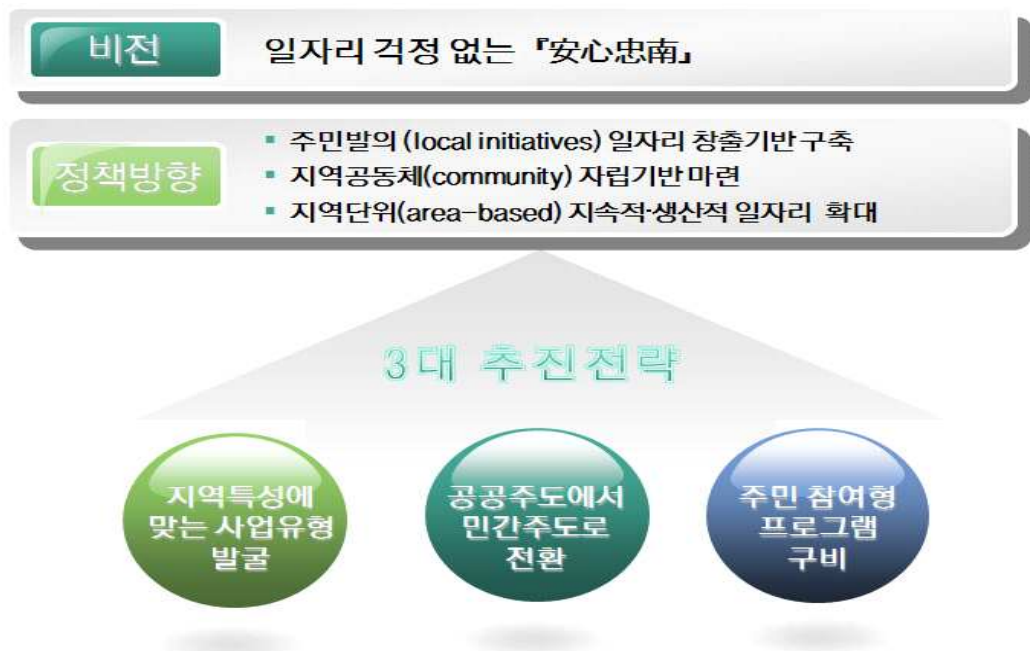 비전
일자리 걱정 없는 『安心忠南』
정책방향
▪ 주민발의 (local initiatives) 일자리 창출기반 구축
▪ 지역공동체(community) 자립기반 마련
▪ 지역단위(area-based) 지속적·생산적 일자리 확대
3대 추진전략
지역특성에
맞는 사업유형
발굴
공공주도에서
민간주도로
전환
주민 참여형
프로그램
구비